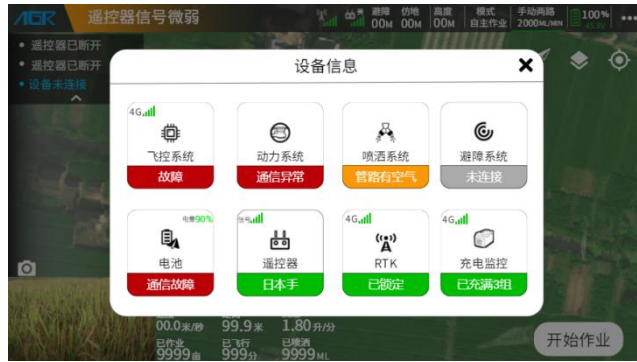 AGR 遥控器信号微弱
避障 00M 仿地 00M 高度 00M 模式 自主作业 手动两路 2000ML/MIN 100%
遥控器已断开
遥控器已断开
设备未连接
设备信息
4G
飞控系统
故障
动力系统
通信异常
喷洒系统
管路有空气
避障系统
未连接
电量90%
电池
通信故障
信号
遥控器
日本手
4G
RTK
已锁定
4G
充电监控
已充满3组
00.0米/秒 99.9米 1.80升/分
已作业 已飞行 已喷洒
9999亩 999分 9999ML
开始作业